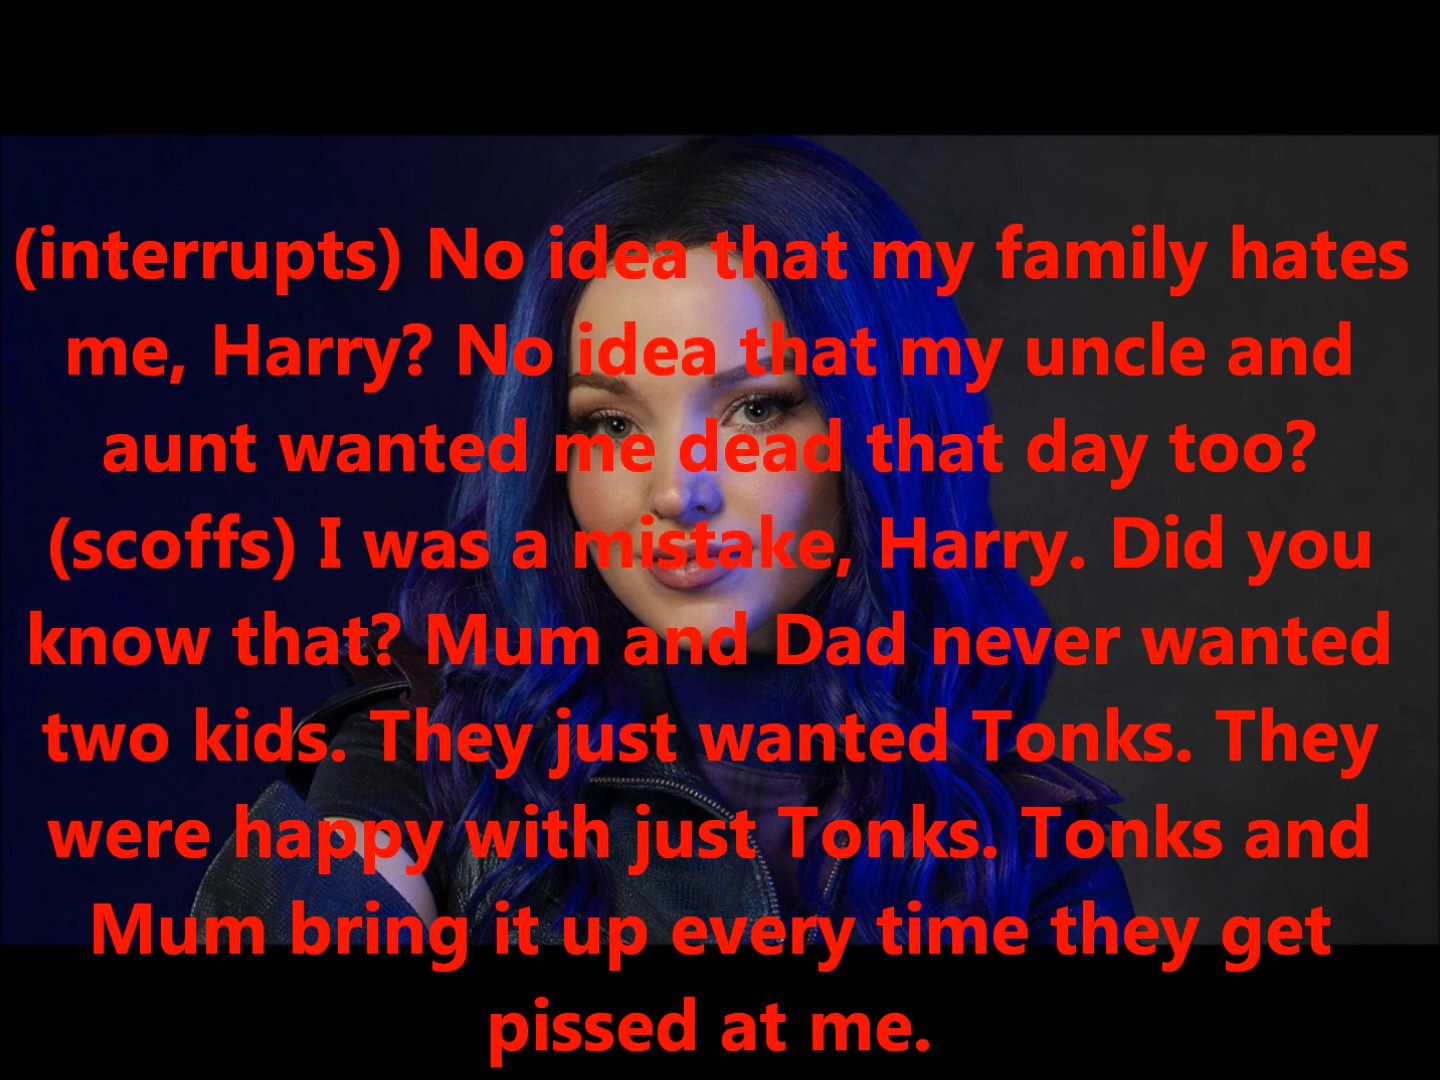 (interrupts) No idea that my family hates
me, Harry? No idea that my uncle and
aunt wanted me dead that day too?
(scoffs) I was a mistake, Harry. Did you
know that? Mum and Dad never wanted
two kids. They just wanted Tonks. They
were happy with just Tonks. Tonks and
Mum bring it up every time they get
pissed at me.